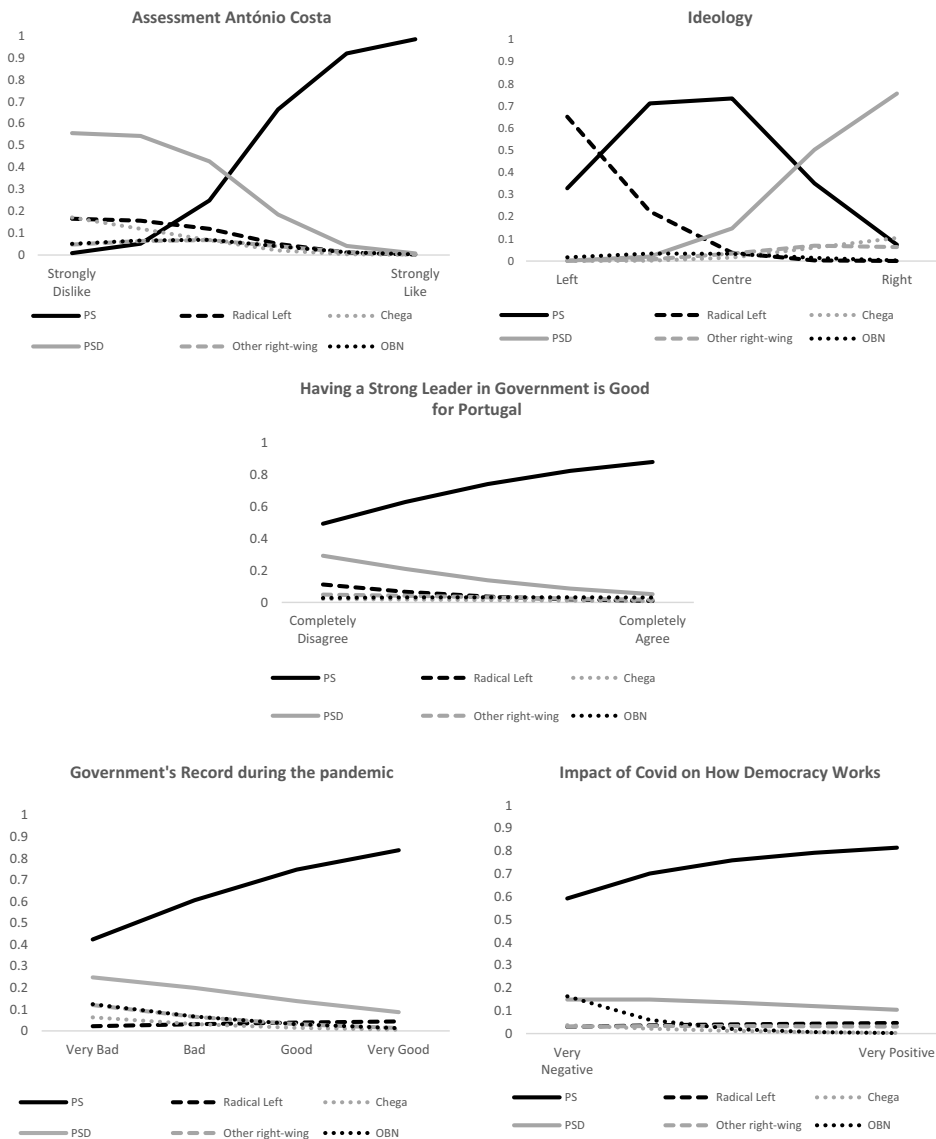 Assessment António Costa
1
0.9
0.8
0.7
0.6
0.5
0.4
0.3
0.2
0.1
0
Strongly
Dislike
Strongly
Like
PS
Radical Left
Chega
PSD
Other right-wing
OBN
Ideology
1
0.9
0.8
0.7
0.6
0.5
0.4
0.3
0.2
0.1
0
Left
Centre
Right
PS
Radical Left
Chega
PSD
Other right-wing
OBN
Having a Strong Leader in Government is Good
for Portugal
1
0.8
0.6
0.4
0.2
0
Completely
Disagree
Completely
Agree
PS
Radical Left
Chega
PSD
Other right-wing
OBN
Government's Record during the pandemic
1
0.9
0.8
0.7
0.6
0.5
0.4
0.3
0.2
0.1
0
Very Bad
Bad
Good
Very Good
PS
Radical Left
Chega
PSD
Other right-wing
OBN
Impact of Covid on How Democracy Works
1
0.9
0.8
0.7
0.6
0.5
0.4
0.3
0.2
0.1
0
Very
Negative
Very Positive
PS
Radical Left
Chega
PSD
Other right-wing
OBN